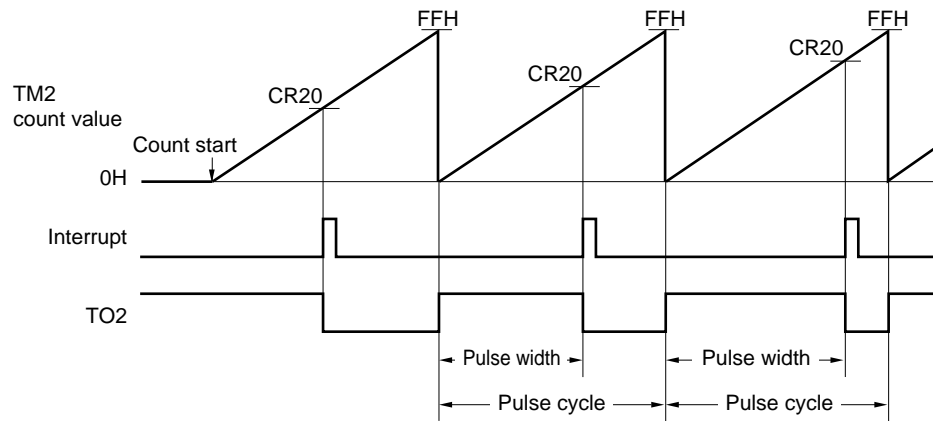 FFH
FFH
FFH
CR20
CR20
CR20
TM2
count value
Count start
0H
Interrupt
TO2
Pulse width
Pulse width
Pulse cycle
Pulse cycle